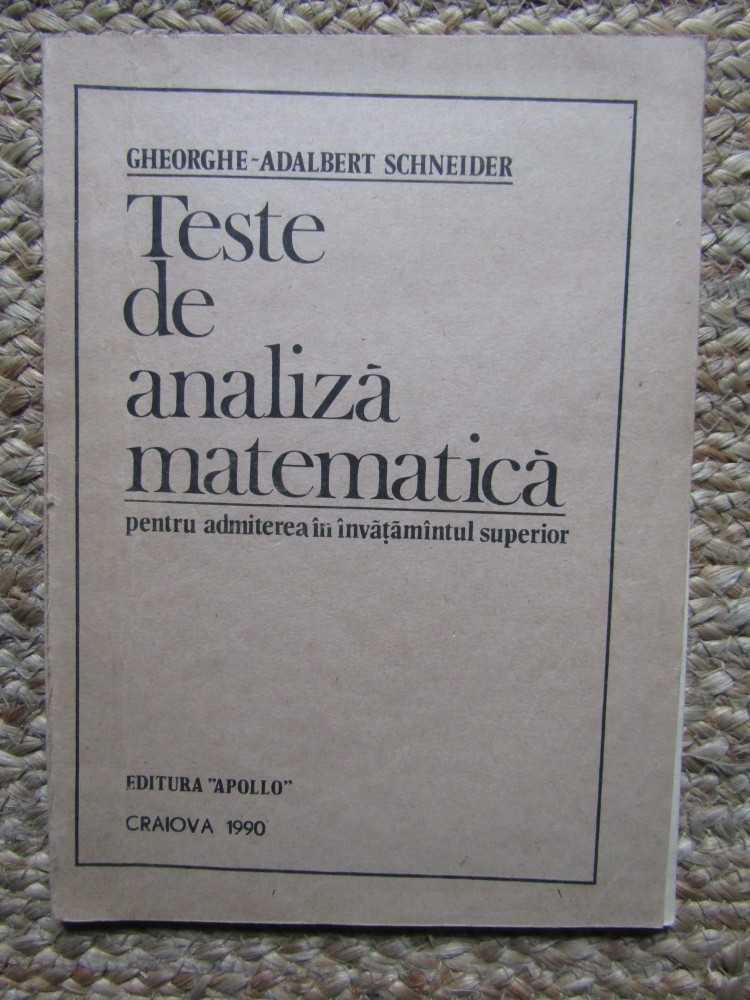 GHEORGHE-ADALBERT SCHNEIDER
Teste
de
analiză
matematică
pentru admiterea în învățămîntul superior
EDITURA "APOLLO"
CRAIOVA 1990